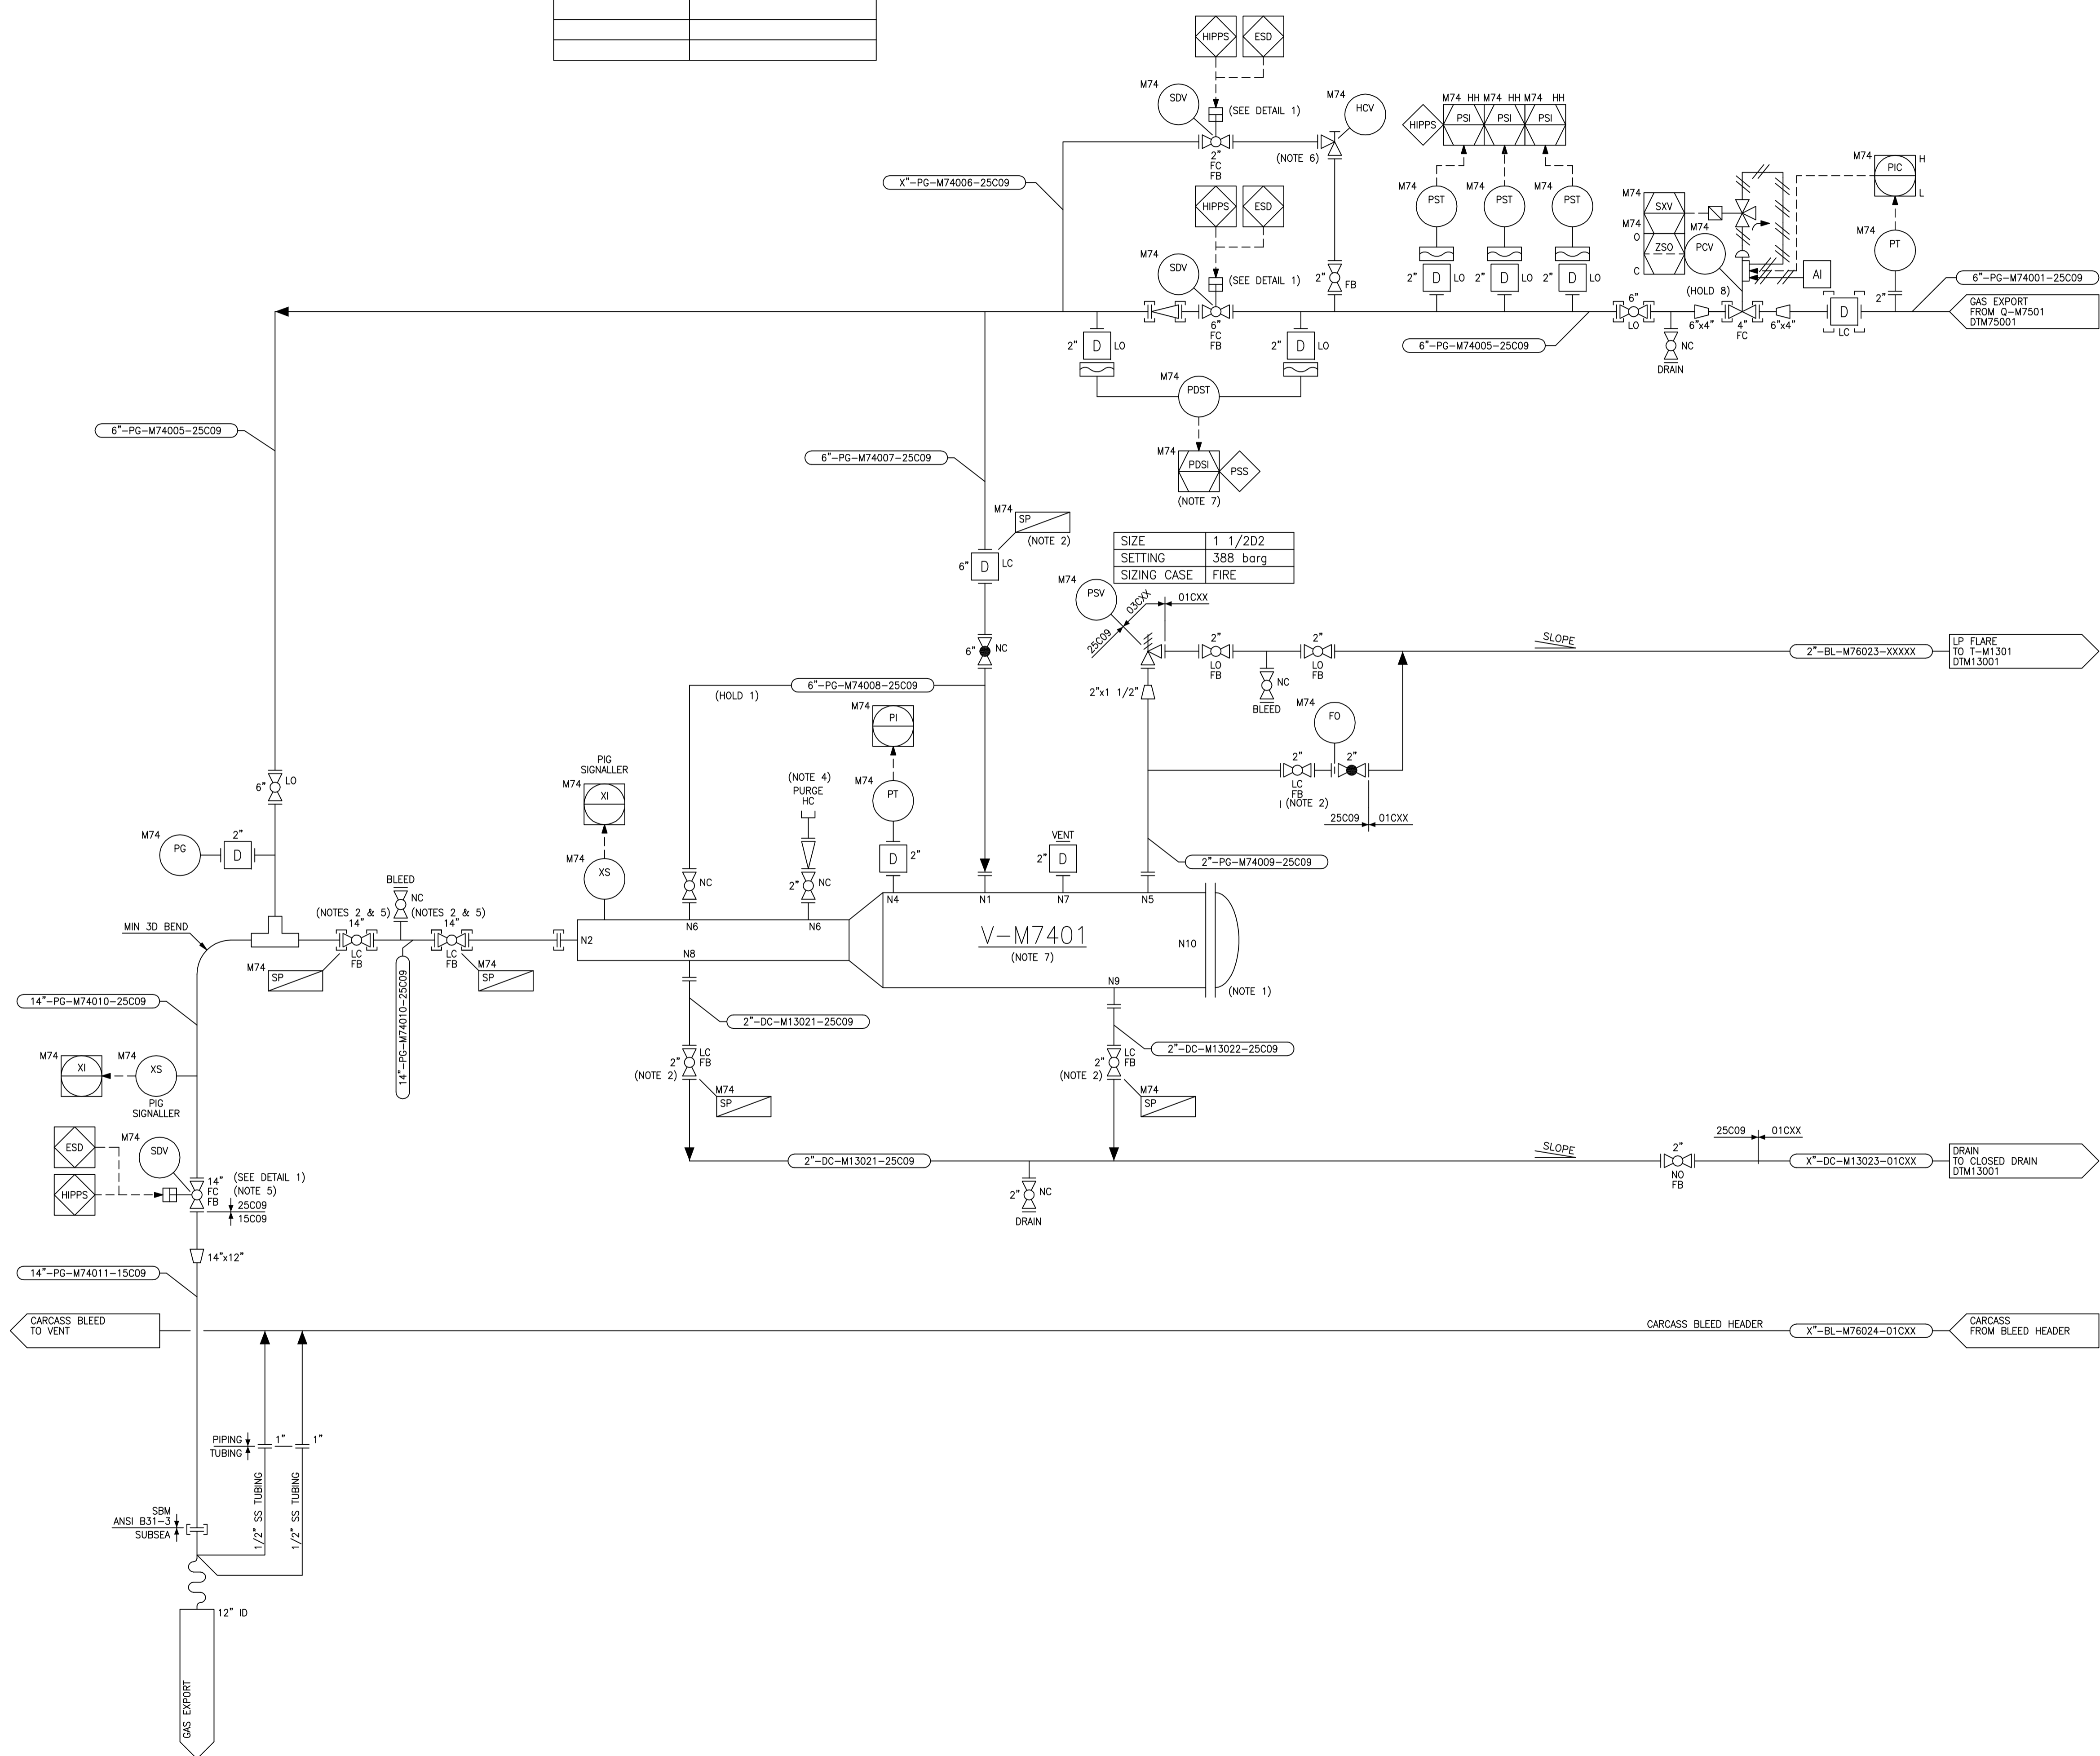 HIPPS
ESD
M74
SDV
(SEE DETAIL 1)
2"
FC
FB
M74
HCV
(NOTE 6)
X"-PG-M74006-25C09
HIPPS
M74 HH M74 HH M74 HH
PSI
PSI
PSI
M74
PST
M74
PST
M74
PST
2"
D
LO
2"
D
LO
2"
D
LO
HIPPS
ESD
M74
SDV
(SEE DETAIL 1)
6"
FC
FB
2"
FB
M74
SXV
M74
O
ZSO
C
M74
PCV
(HOLD 8)
AI
M74
PIC
H
L
M74
PT
2"
6"-PG-M74001-25C09
GAS EXPORT
FROM Q-M7501
DTM75001
6"
LO
6"x4"
4"
FC
6"x4"
D
LC
NC
DRAIN
6"-PG-M74005-25C09
2"
D
LO
2"
D
LO
M74
PDST
M74
PDSI
PSS
(NOTE 7)
6"-PG-M74005-25C09
6"-PG-M74007-25C09
M74
SP
(NOTE 2)
6"
D
LC
SIZE
1 1/2D2
SETTING
388 barg
SIZING CASE
FIRE
M74
PSV
25C09
03CXX
01CXX
6"
NC
2"
LO
FB
2"
LO
FB
NC
BLEED
SLOPE
2"-BL-M76023-XXXXX
LP FLARE
TO T-M1301
DTM13001
2"x1 1/2"
(HOLD 1)
6"-PG-M74008-25C09
M74
FO
2"
LC
FB
I (NOTE 2)
2"
25C09
01CXX
M74
PI
M74
PT
D
2"
PIG
SIGNALLER
M74
XI
M74
XS
(NOTE 4)
PURGE
HC
NC
2"
NC
VENT
2"
D
2"-PG-M74009-25C09
6"
LO
M74
PG
2"
D
BLEED
NC
(NOTES 2 & 5)
14"
LC
FB
(NOTES 2 & 5)
14"
LC
FB
M74
SP
M74
SP
MIN 3D BEND
N4
N1
N7
N5
N6
N6
N2
N8
N9
N10
V-M7401
(NOTE 7)
(NOTE 1)
14"-PG-M74010-25C09
14"-PG-M74010-25C09
2"-DC-M13021-25C09
2"-DC-M13022-25C09
2"
LC
FB
(NOTE 2)
M74
SP
2"
LC
FB
(NOTE 2)
M74
SP
M74
XI
M74
XS
PIG
SIGNALLER
ESD
M74
SDV
HIPPS
14"
FC
FB
(SEE DETAIL 1)
(NOTE 5)
25C09
15C09
14"x12"
14"-PG-M74011-15C09
2"-DC-M13021-25C09
2"
NC
DRAIN
SLOPE
2"
NO
FB
25C09
01CXX
X"-DC-M13023-01CXX
DRAIN
TO CLOSED DRAIN
DTM13001
CARCASS BLEED
TO VENT
CARCASS BLEED HEADER
X"-BL-M76024-01CXX
CARCASS
FROM BLEED HEADER
PIPING
TUBING
1"
1"
1/2" SS TUBING
1/2" SS TUBING
SBM
ANSI B31-3
SUBSEA
12" ID
GAS EXPORT